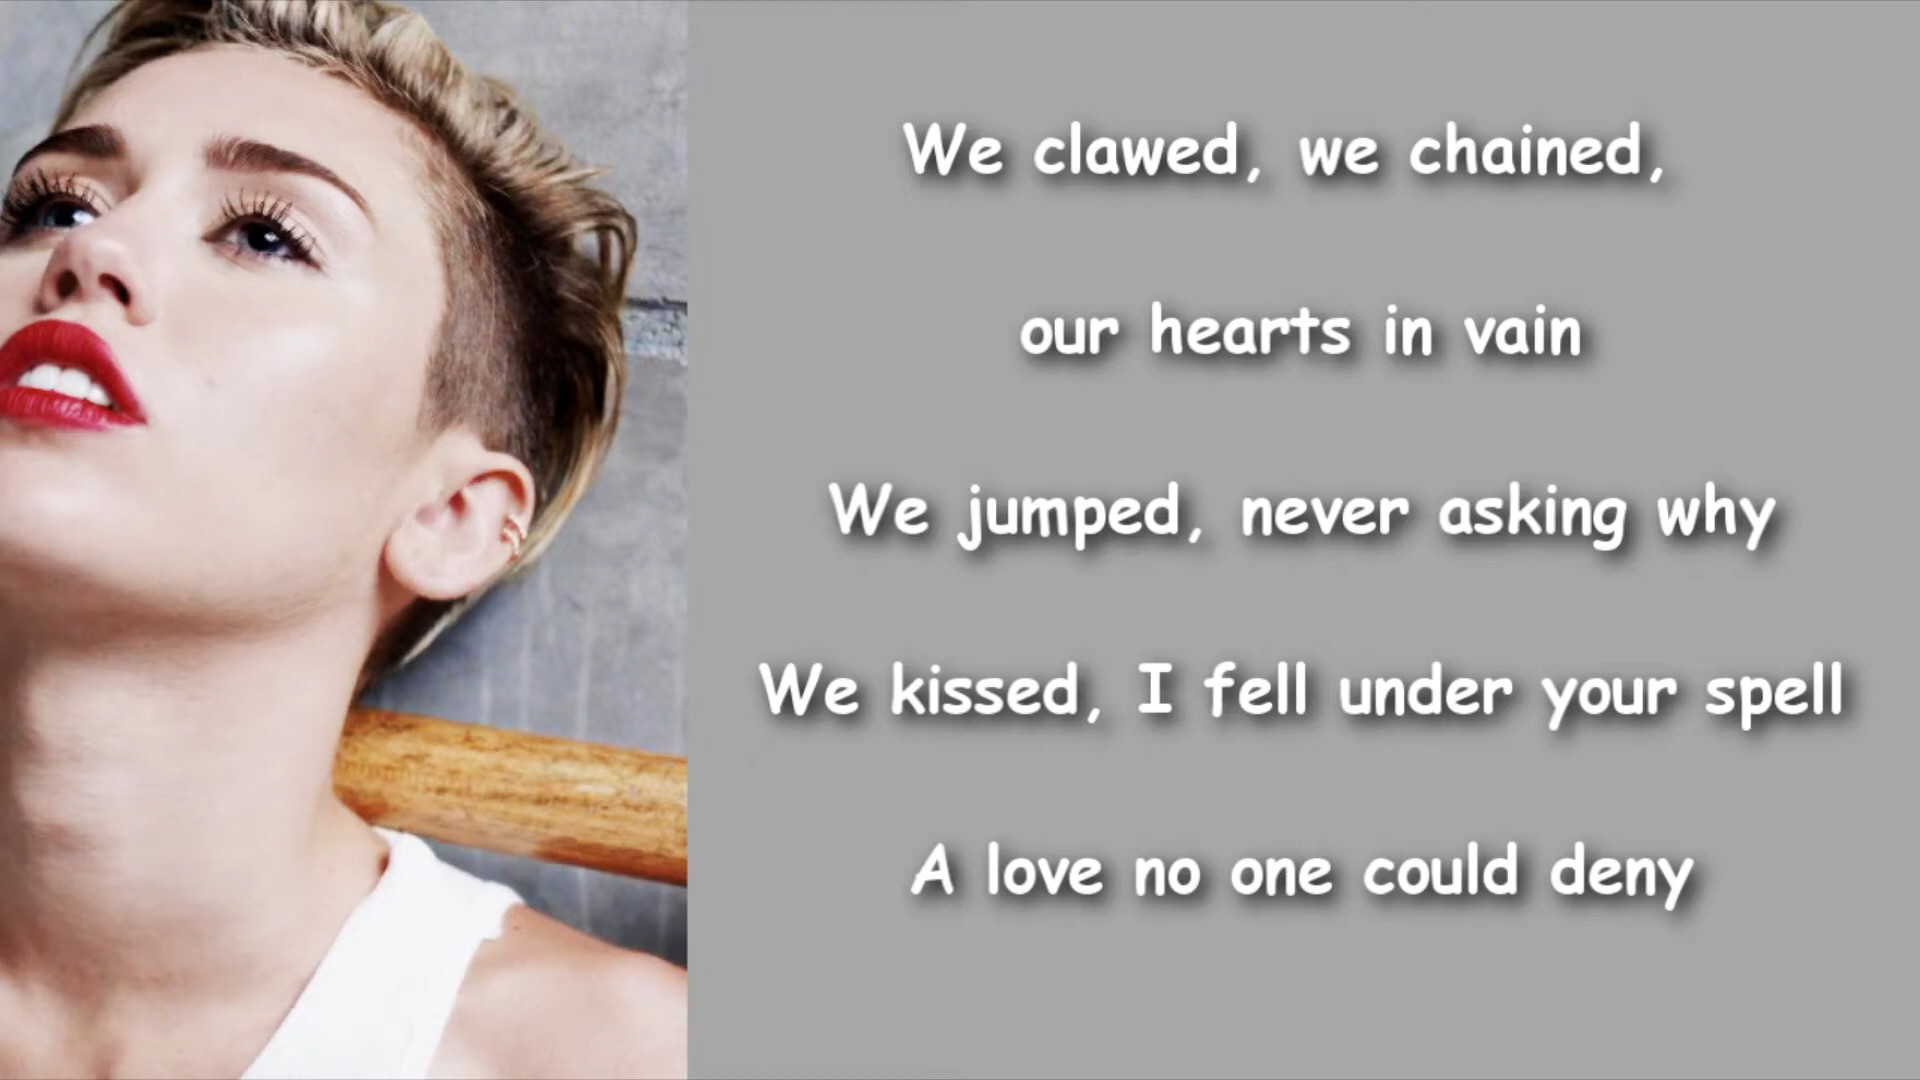 We clawed, we chained,
our hearts in vain
We jumped, never asking why
We kissed, I fell under your spell
A love no one could deny